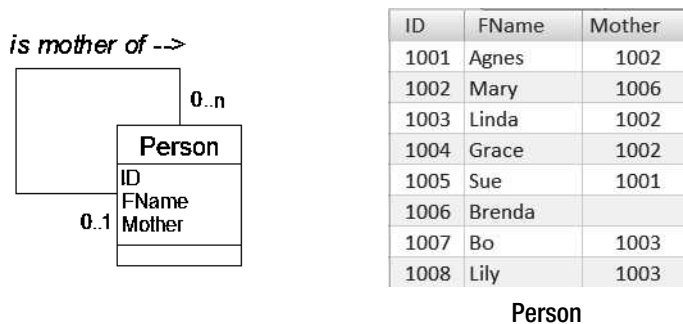 is mother of -->
0..n
Person
ID
FName
0..1 Mother
ID FName Mother
1001 Agnes 1002
1002 Mary 1006
1003 Linda 1002
1004 Grace 1002
1005 Sue 1001
1006 Brenda
1007 Bo 1003
1008 Lily 1003
Person